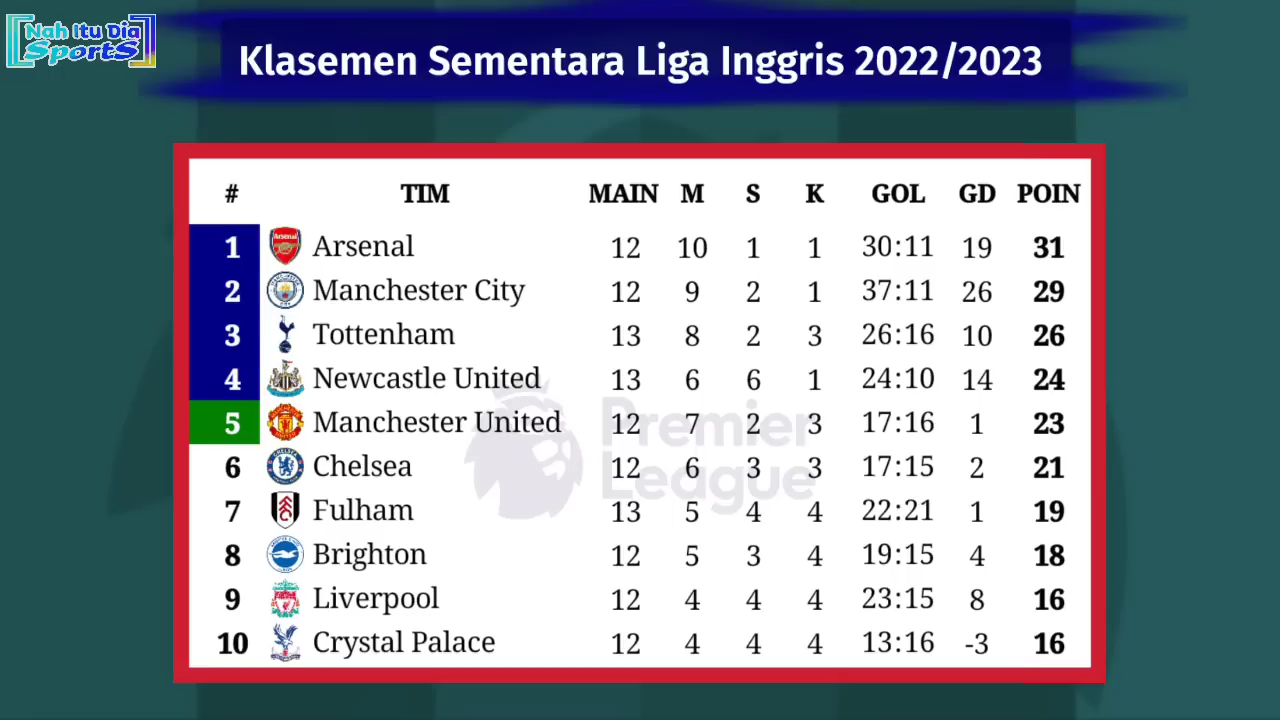 Nah Itu Dia
Sports
Klasemen Sementara Liga Inggris 2022/2023
# TIM MAIN M S K GOL GD POIN
1 Arsenal 12 10 1 1 30:11 19 31
2 Manchester City 12 9 2 1 37:11 26 29
3 Tottenham 13 8 2 3 26:16 10 26
4 Newcastle United 13 6 6 1 24:10 14 24
5 Manchester United 12 7 2 3 17:16 1 23
6 Chelsea 12 6 3 3 17:15 2 21
7 Fulham 13 5 4 4 22:21 1 19
8 Brighton 12 5 3 4 19:15 4 18
9 Liverpool 12 4 4 4 23:15 8 16
10 Crystal Palace 12 4 4 4 13:16 -3 16
Premier
League